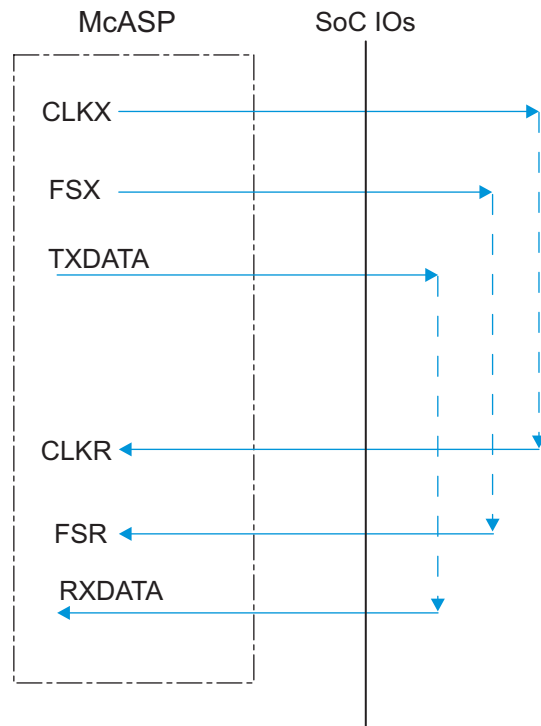 McASP
SoC IOs
CLKX
FSX
TXDATA
CLKR
FSR
RXDATA